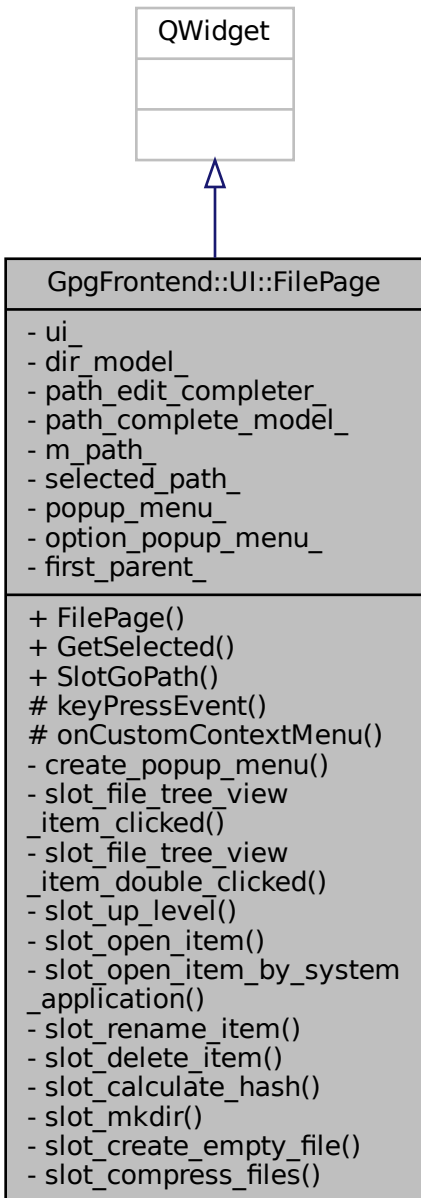 QWidget
GpgFrontend::UI::FilePage
- ui_
- dir_model_
- path_edit_completer_
- path_complete_model_
- m_path_
- selected_path_
- popup_menu_
- option_popup_menu_
- first_parent_
+ FilePage()
+ GetSelected()
+ SlotGoPath()
# keyPressEvent()
# onCustomContextMenu()
- create_popup_menu()
- slot_file_tree_view
_item_clicked()
- slot_file_tree_view
_item_double_clicked()
- slot_up_level()
- slot_open_item()
- slot_open_item_by_system
_application()
- slot_rename_item()
- slot_delete_item()
- slot_calculate_hash()
- slot_mkdir()
- slot_create_empty_file()
- slot_compress_files()